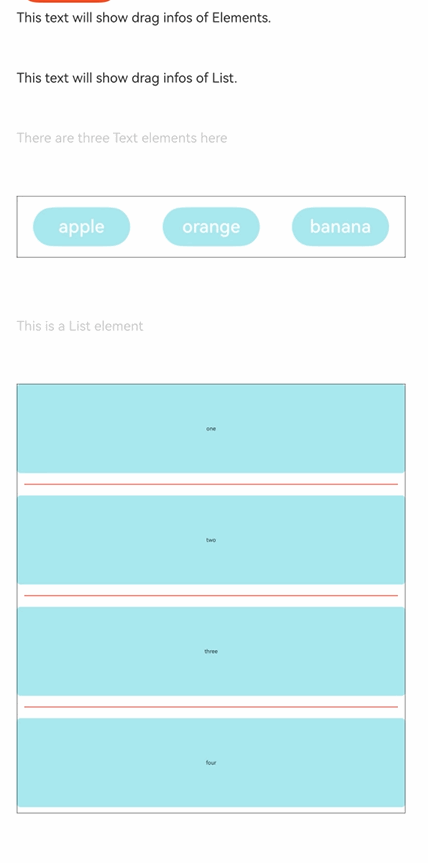 This text will show drag infos of Elements.
This text will show drag infos of List.
There are three Text elements here
apple orange banana
This is a List element
one
two
three
four